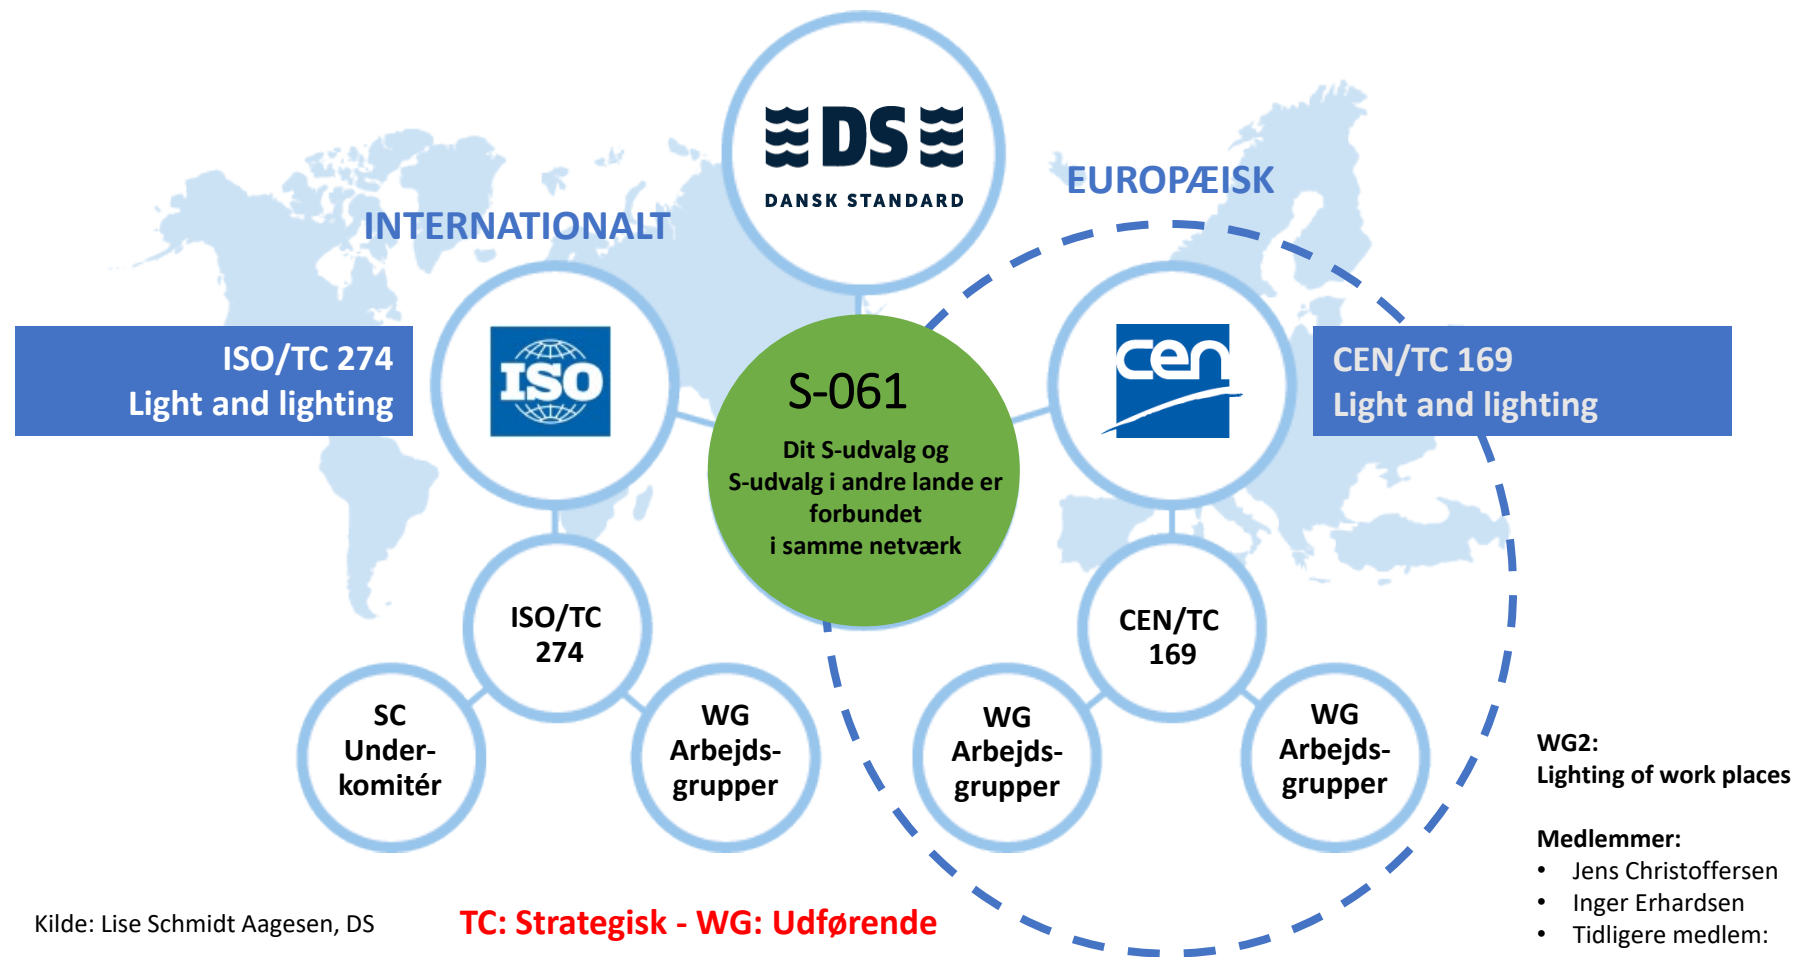 DS
DANSK STANDARD
EUROPÆISK
INTERNATIONALT
ISO/TC 274
Light and lighting
ISO
S-061
Dit S-udvalg og
S-udvalg i andre lande er
forbundet
i samme netværk
cen
CEN/TC 169
Light and lighting
ISO/TC
274
SC
Under-
komitér
WG
Arbejds-
grupper
CEN/TC
169
WG
Arbejds-
grupper
WG
Arbejds-
grupper
WG2:
Lighting of work places
Medlemmer:
• Jens Christoffersen
• Inger Erhardsen
• Tidligere medlem:
Kilde: Lise Schmidt Aagesen, DS
TC: Strategisk - WG: Udførende